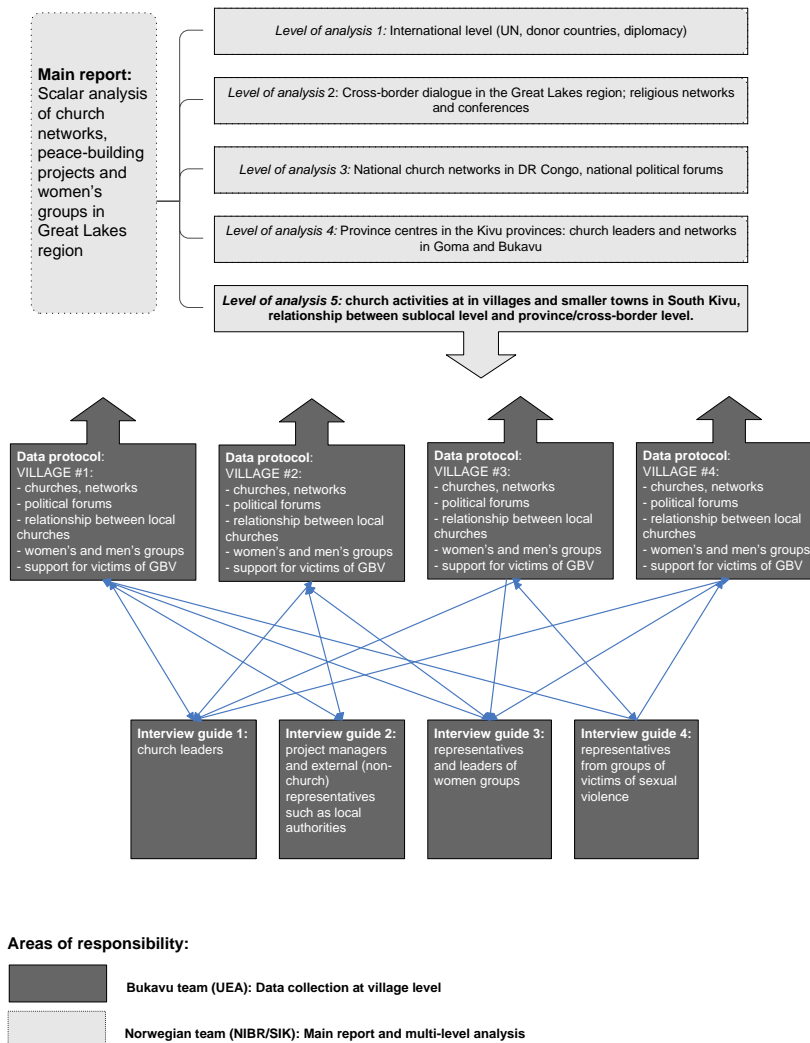 Main report:
Scalar analysis
of church
networks,
peace-building
projects and
women's
groups in
Great Lakes
region
Level of analysis 1: International level (UN, donor countries, diplomacy)
Level of analysis 2: Cross-border dialogue in the Great Lakes region; religious networks
and conferences
Level of analysis 3: National church networks in DR Congo, national political forums
Level of analysis 4: Province centres in the Kivu provinces: church leaders and networks
in Goma and Bukavu
Level of analysis 5: church activities at in villages and smaller towns in South Kivu,
relationship between sublocal level and province/cross-border level.
Data protocol:
VILLAGE #1:
- churches, networks
- political forums
- relationship between local
churches
- women's and men's groups
- support for victims of GBV
Data protocol:
VILLAGE #2:
- churches, networks
- political forums
- relationship between local
churches
- women's and men's groups
- support for victims of GBV
Data protocol:
VILLAGE #3:
- churches, networks
- political forums
- relationship between local
churches
- women's and men's groups
- support for victims of GBV
Data protocol:
VILLAGE #4:
- churches, networks
- political forums
- relationship between local
churches
- women's and men's groups
- support for victims of GBV
Interview guide 1:
church leaders
Interview guide 2:
project managers
and external (non-
church)
representatives
such as local
authorities
Interview guide 3:
representatives
and leaders of
women groups
Interview guide 4:
representatives
from groups of
victims of sexual
violence
Areas of responsibility:
Bukavu team (UEA): Data collection at village level
Norwegian team (NIBR/SIK): Main report and multi-level analysis